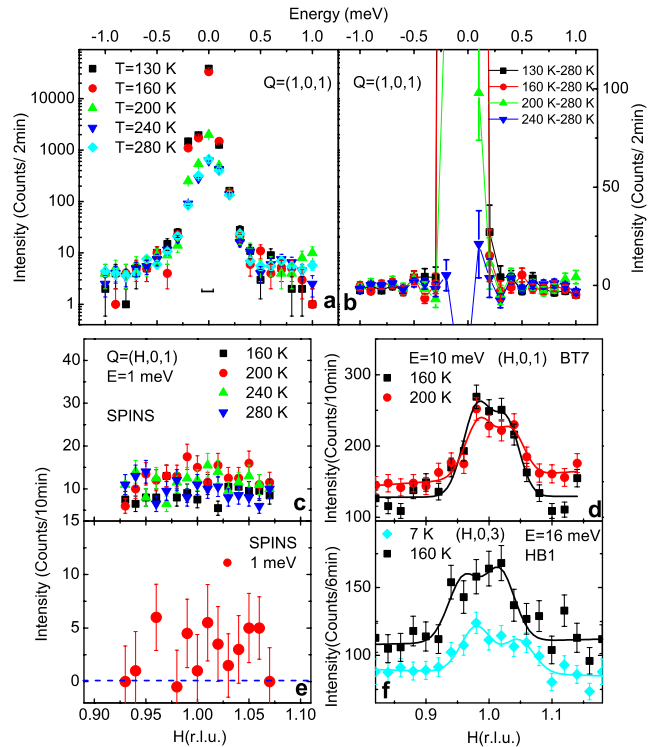 Energy (meV)
-1.0 -0.5 0.0 0.5 1.0 -1.0 -0.5 0.0 0.5 1.0
T=130 K
T=160 K
T=200 K
T=240 K
T=280 K
Q=(1,0,1)
10000
1000
100
10
1
Intensity (Counts/ 2min)
a
Q=(1,0,1)
130 K-280 K
160 K-280 K
200 K-280 K
240 K-280 K
100
50
0
Intensity (Counts/ 2min)
b
Q=(H,0,1)
E=1 meV
SPINS
160 K
200 K
240 K
280 K
45
40
35
30
25
20
15
10
5
c
Intensity (Counts/10min)
E=10 meV (H,0,1) BT7
160 K
200 K
300
200
100
Intensity(Counts/10min)
d
SPINS
1 meV
15
10
5
0
e
0.90 0.95 1.00 1.05 1.10
H(r.l.u.)
7 K (H,0,3) E=16 meV
160 K HB1
150
100
Intensity(Counts/6min)
f
0.9 1.0 1.1
H(r.l.u.)